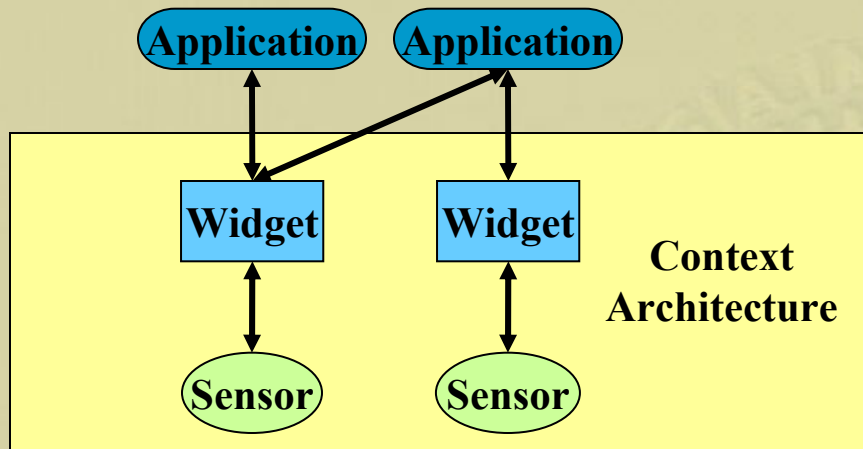 Application Application
Widget Widget
Context
Architecture
Sensor Sensor